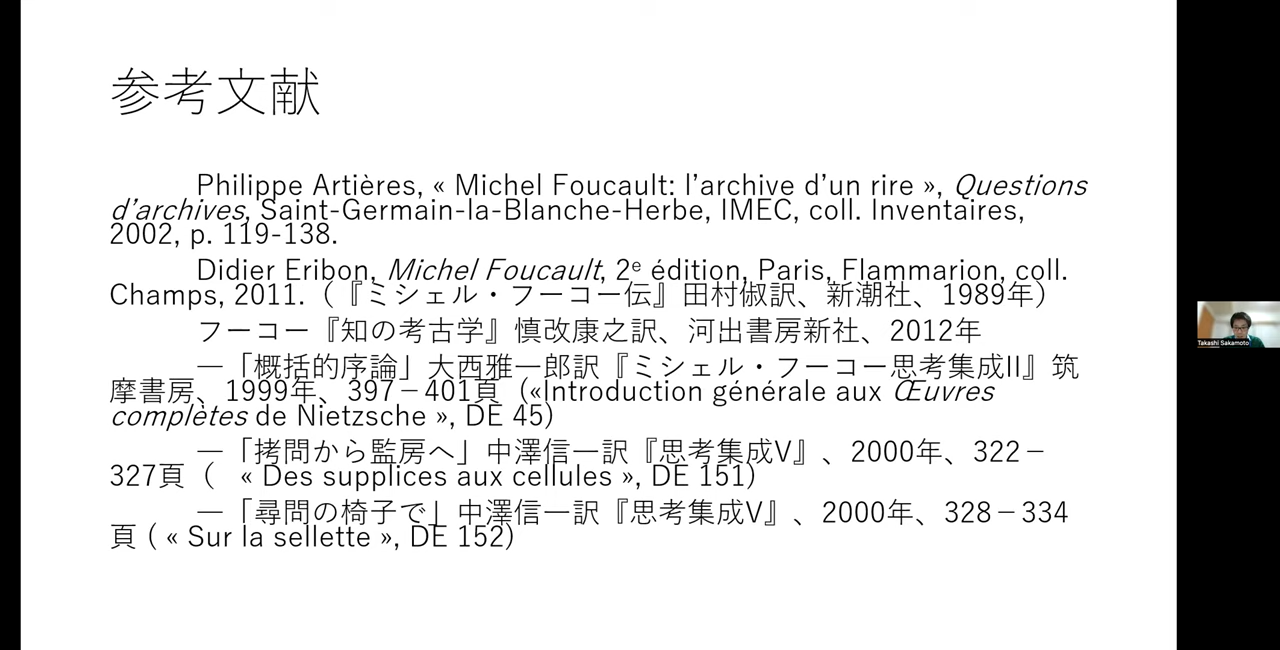 参考文献
Philippe Artières, « Michel Foucault: l’archive d’un rire », Questions
d’archives, Saint-Germain-la-Blanche-Herbe, IMEC, coll. Inventaires,
2002, p. 119-138.
Didier Eribon, Michel Foucault, 2ᵉ édition, Paris, Flammarion, coll.
Champs, 2011.（『ミシェル・フーコー伝』田村俶訳、新潮社、1989年）
フーコー『知の考古学』慎改康之訳、河出書房新社、2012年
—「概括的序論」大西雅一郎訳『ミシェル・フーコー思考集成II』筑
摩書房、1999年、397－401頁（«Introduction générale aux Œuvres
complètes de Nietzsche », DE 45)
—「拷問から監房へ」中澤信一訳『思考集成V』、2000年、322－
327頁（ « Des supplices aux cellules », DE 151)
—「尋問の椅子で」中澤信一訳『思考集成V』、2000年、328－334
頁 ( « Sur la sellette », DE 152)
Takashi Sakamoto